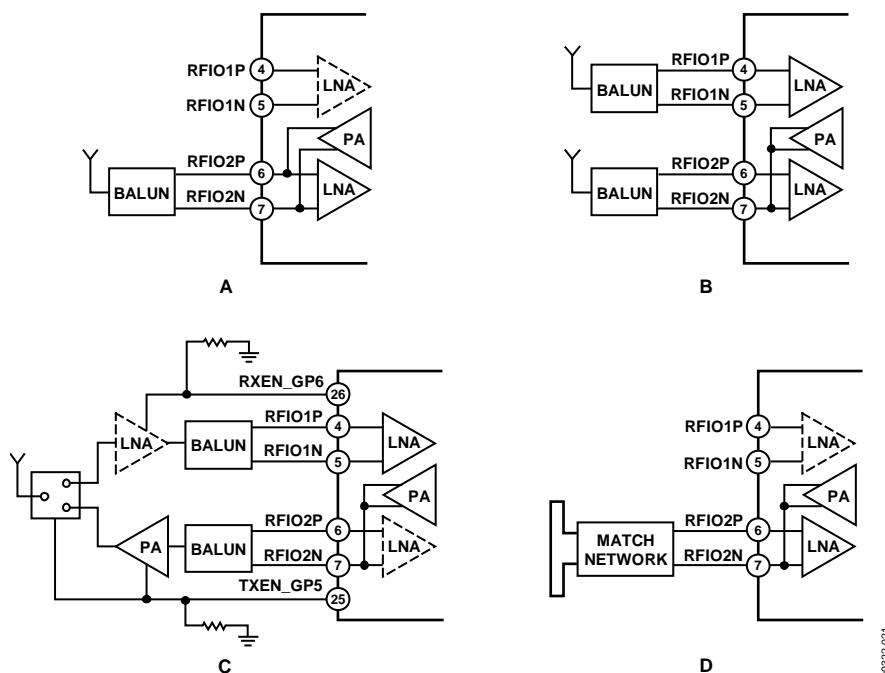 RFIO1P
4
LNA
RFIO1N
5
PA
RFIO2P
6
BALUN
LNA
RFIO2N
7
A
RFIO1P
4
BALUN
LNA
RFIO1N
5
PA
RFIO2P
6
BALUN
LNA
RFIO2N
7
B
RXEN_GP6
26
RFIO1P
4
LNA
BALUN
LNA
RFIO1N
5
PA
RFIO2P
6
PA
BALUN
LNA
RFIO2N
7
TXEN_GP5
25
C
RFIO1P
4
LNA
RFIO1N
5
PA
RFIO2P
6
MATCH
NETWORK
LNA
RFIO2N
7
D